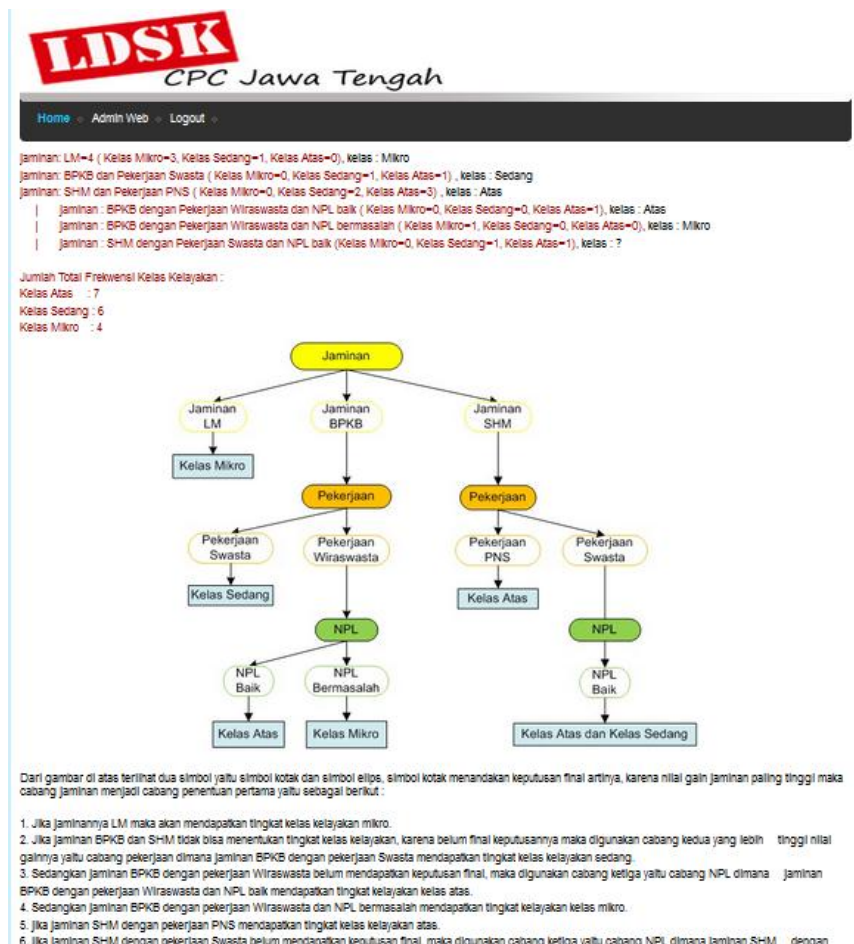 LDSK
CPC Jawa Tengah
Home Admin Web Logout
jaminan: LM=4 ( Kelas Mikro=3, Kelas Sedang=1, Kelas Atas=0), kelas : Mikro
jaminan: BPKB dan Pekerjaan Swasta ( Kelas Mikro=0, Kelas Sedang=1, Kelas Atas=1) , kelas : Sedang
jaminan: SHM dan Pekerjaan PNS ( Kelas Mikro=0, Kelas Sedang=2, Kelas Atas=3) , kelas : Atas
| jaminan : BPKB dengan Pekerjaan Wiraswasta dan NPL baik ( Kelas Mikro=0, Kelas Sedang=0, Kelas Atas=1), kelas : Atas
| jaminan : BPKB dengan Pekerjaan Wiraswasta dan NPL bermasalah ( Kelas Mikro=1, Kelas Sedang=0, Kelas Atas=0), kelas : Mikro
| jaminan : SHM dengan Pekerjaan Swasta dan NPL baik (Kelas Mikro=0, Kelas Sedang=1, Kelas Atas=1), kelas : ?
Jumlah Total Frekwensi Kelas Kelayakan :
Kelas Atas : 7
Kelas Sedang : 6
Kelas Mikro : 4
Jaminan
Jaminan LM
Jaminan BPKB
Jaminan SHM
Kelas Mikro
Pekerjaan
Pekerjaan
Pekerjaan Swasta
Pekerjaan Wiraswasta
Pekerjaan PNS
Pekerjaan Swasta
Kelas Sedang
Kelas Atas
NPL
NPL
NPL Baik
NPL Bermasalah
NPL Baik
Kelas Atas
Kelas Mikro
Kelas Atas dan Kelas Sedang
Dari gambar di atas terlihat dua simbol yaitu simbol kotak dan simbol elips, simbol kotak menandakan keputusan final artinya, karena nilai gain jaminan paling tinggi maka
cabang jaminan menjadi cabang penentuan pertama yaitu sebagai berikut :
1. Jika jaminannya LM maka akan mendapatkan tingkat kelas kelayakan mikro.
2. Jika jaminan BPKB dan SHM tidak bisa menentukan tingkat kelas kelayakan, karena belum final keputusannya maka digunakan cabang kedua yang lebih tinggi nilai
gainnya yaitu cabang pekerjaan dimana jaminan BPKB dengan pekerjaan Swasta mendapatkan tingkat kelas kelayakan sedang.
3. Sedangkan jaminan BPKB dengan pekerjaan Wiraswasta belum mendapatkan keputusan final, maka digunakan cabang ketiga yaitu cabang NPL dimana jaminan
BPKB dengan pekerjaan Wiraswasta dan NPL baik mendapatkan tingkat kelayakan kelas atas.
4. Sedangkan jaminan BPKB dengan pekerjaan Wiraswasta dan NPL bermasalah mendapatkan tingkat kelayakan kelas mikro.
5. jika jaminan SHM dengan pekerjaan PNS mendapatkan tingkat kelas kelayakan atas.
6. Jika jaminan SHM dengan pekerjaan Swasta belum mendapatkan keputusan final, maka digunakan cabang ketiga yaitu cabang NPL dimana jaminan SHM dengan